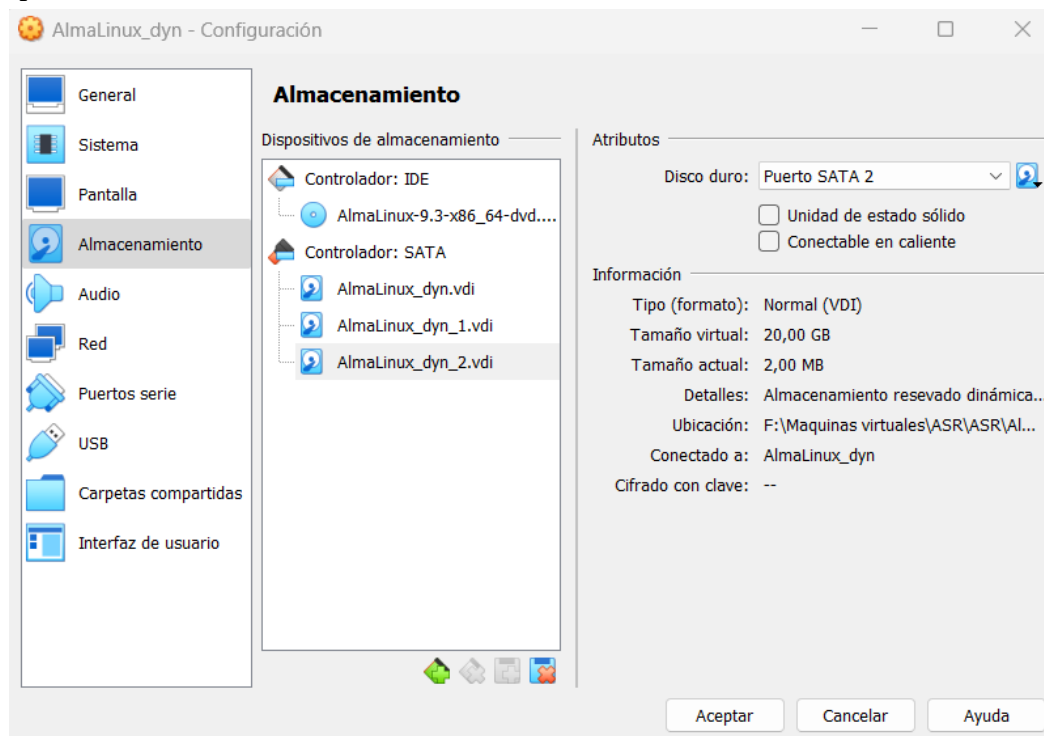 AlmaLinux_dyn - Configuración
General
Sistema
Pantalla
Almacenamiento
Audio
Red
Puertos serie
USB
Carpetas compartidas
Interfaz de usuario
Almacenamiento
Dispositivos de almacenamiento
Controlador: IDE
AlmaLinux-9.3-x86_64-dvd....
Controlador: SATA
AlmaLinux_dyn.vdi
AlmaLinux_dyn_1.vdi
AlmaLinux_dyn_2.vdi
Atributos
Disco duro: Puerto SATA 2
Unidad de estado sólido
Conectable en caliente
Información
Tipo (formato): Normal (VDI)
Tamaño virtual: 20,00 GB
Tamaño actual: 2,00 MB
Detalles: Almacenamiento resevado dinámica...
Ubicación: F:\Maquinas virtuales\ASR\ASR\Al...
Conectado a: AlmaLinux_dyn
Cifrado con clave: --
Aceptar
Cancelar
Ayuda